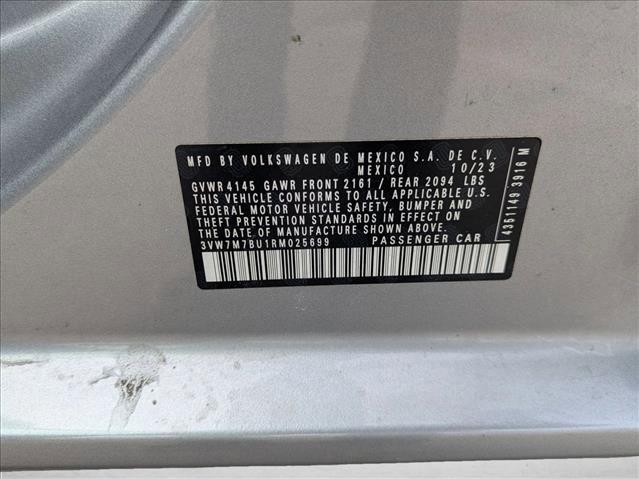 MFD BY VOLKSWAGEN DE MEXICO S.A. DE C.V.
MEXICO 10/23
GVWR 4145 GAWR FRONT 2161 / REAR 2094 LBS
THIS VEHICLE CONFORMS TO ALL APPLICABLE U.S.
FEDERAL MOTOR VEHICLE SAFETY, BUMPER AND
THEFT PREVENTION STANDARDS IN EFFECT ON
THE DATE OF MANUFACTURE SHOWN ABOVE.
3VW7M7BU1RM025699 PASSENGER CAR
4361149 3916 M